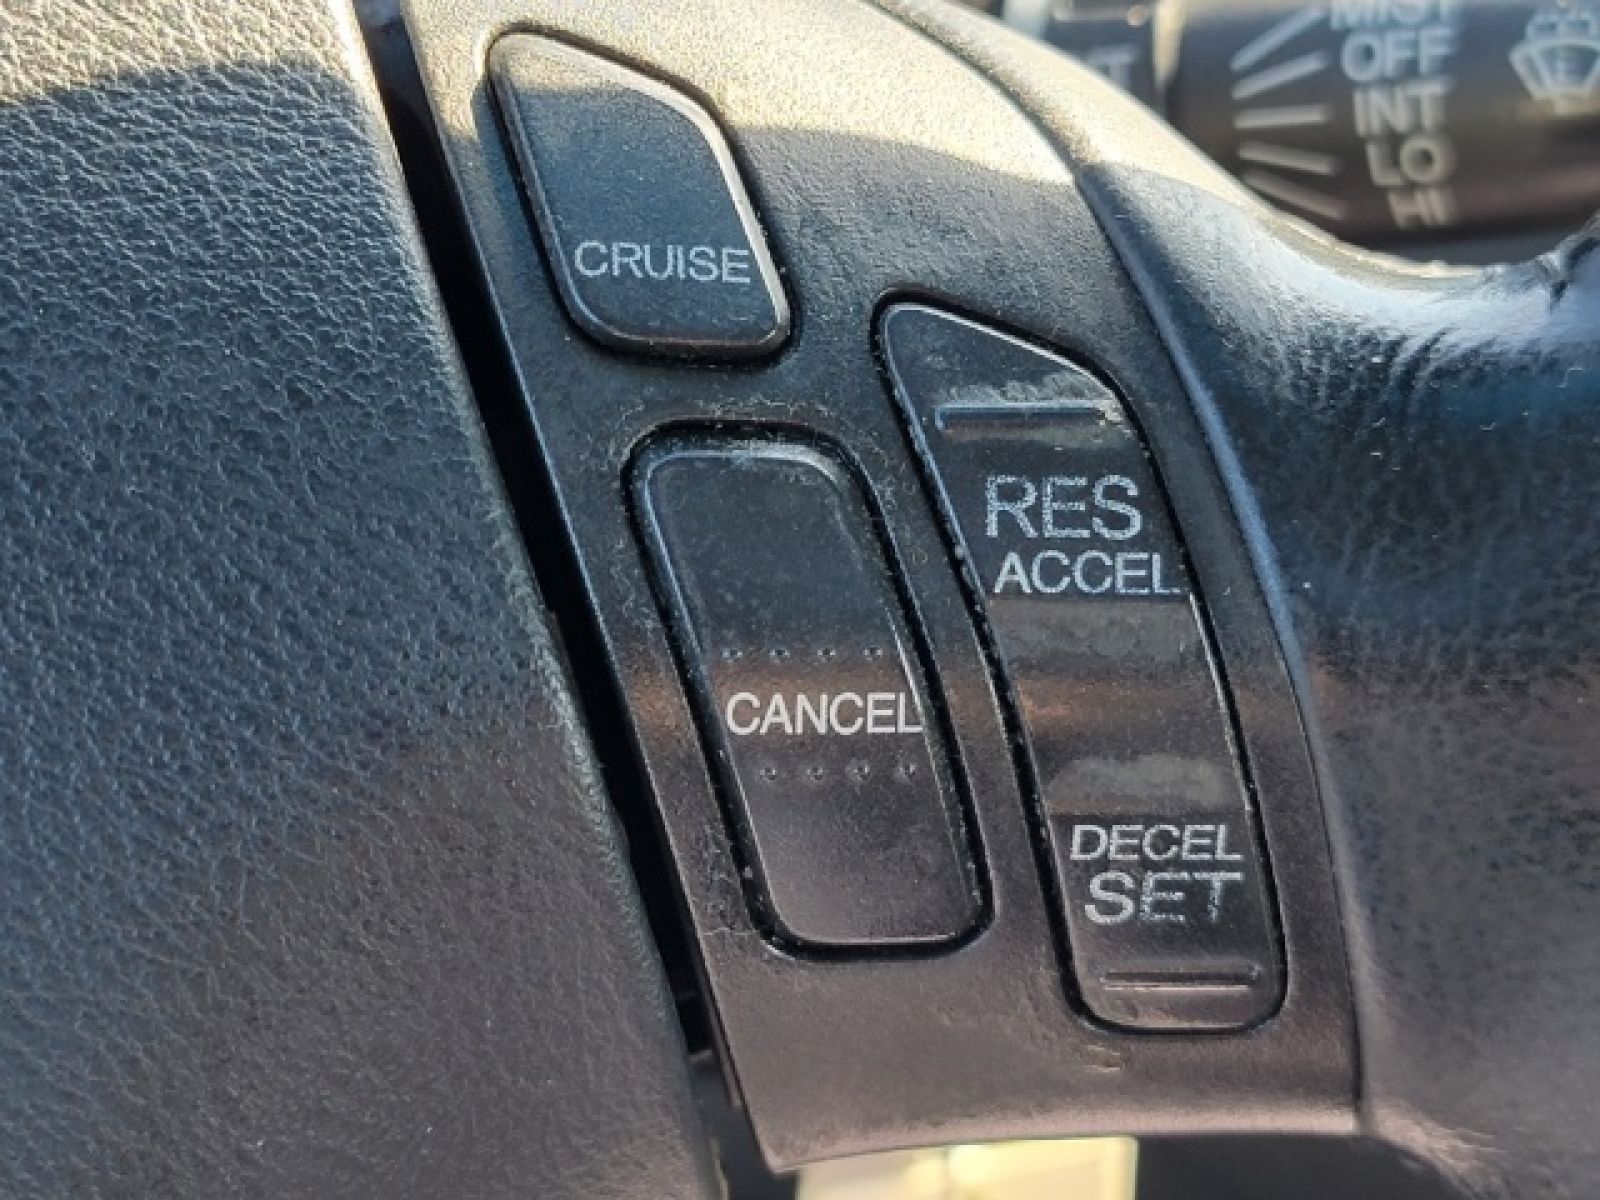 MIST
OFF
INT
LO
HI
CRUISE
RES
ACCEL
CANCEL
DECEL
SET